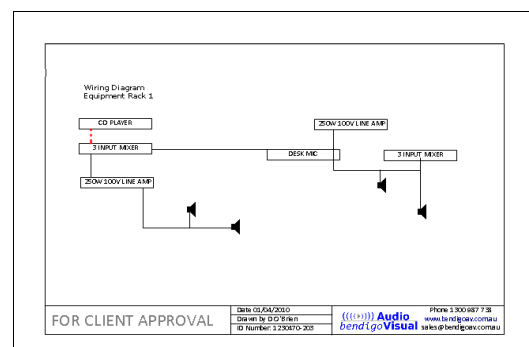 Wiring Diagram
Equipment Rack 1
CD PLAYER
3 INPUT MIXER
250W 100V LINE AMP
250W 100V LINE AMP
DESK MIC
3 INPUT MIXER
FOR CLIENT APPROVAL
Date 01/04/2010
Drawn by D O'Brien
ID Number: 1230470-203
((((•)))) Audio
bendigo Visual
Phone 1300 987 738
www.bendigoav.com.au
sales@bendigoav.com.au